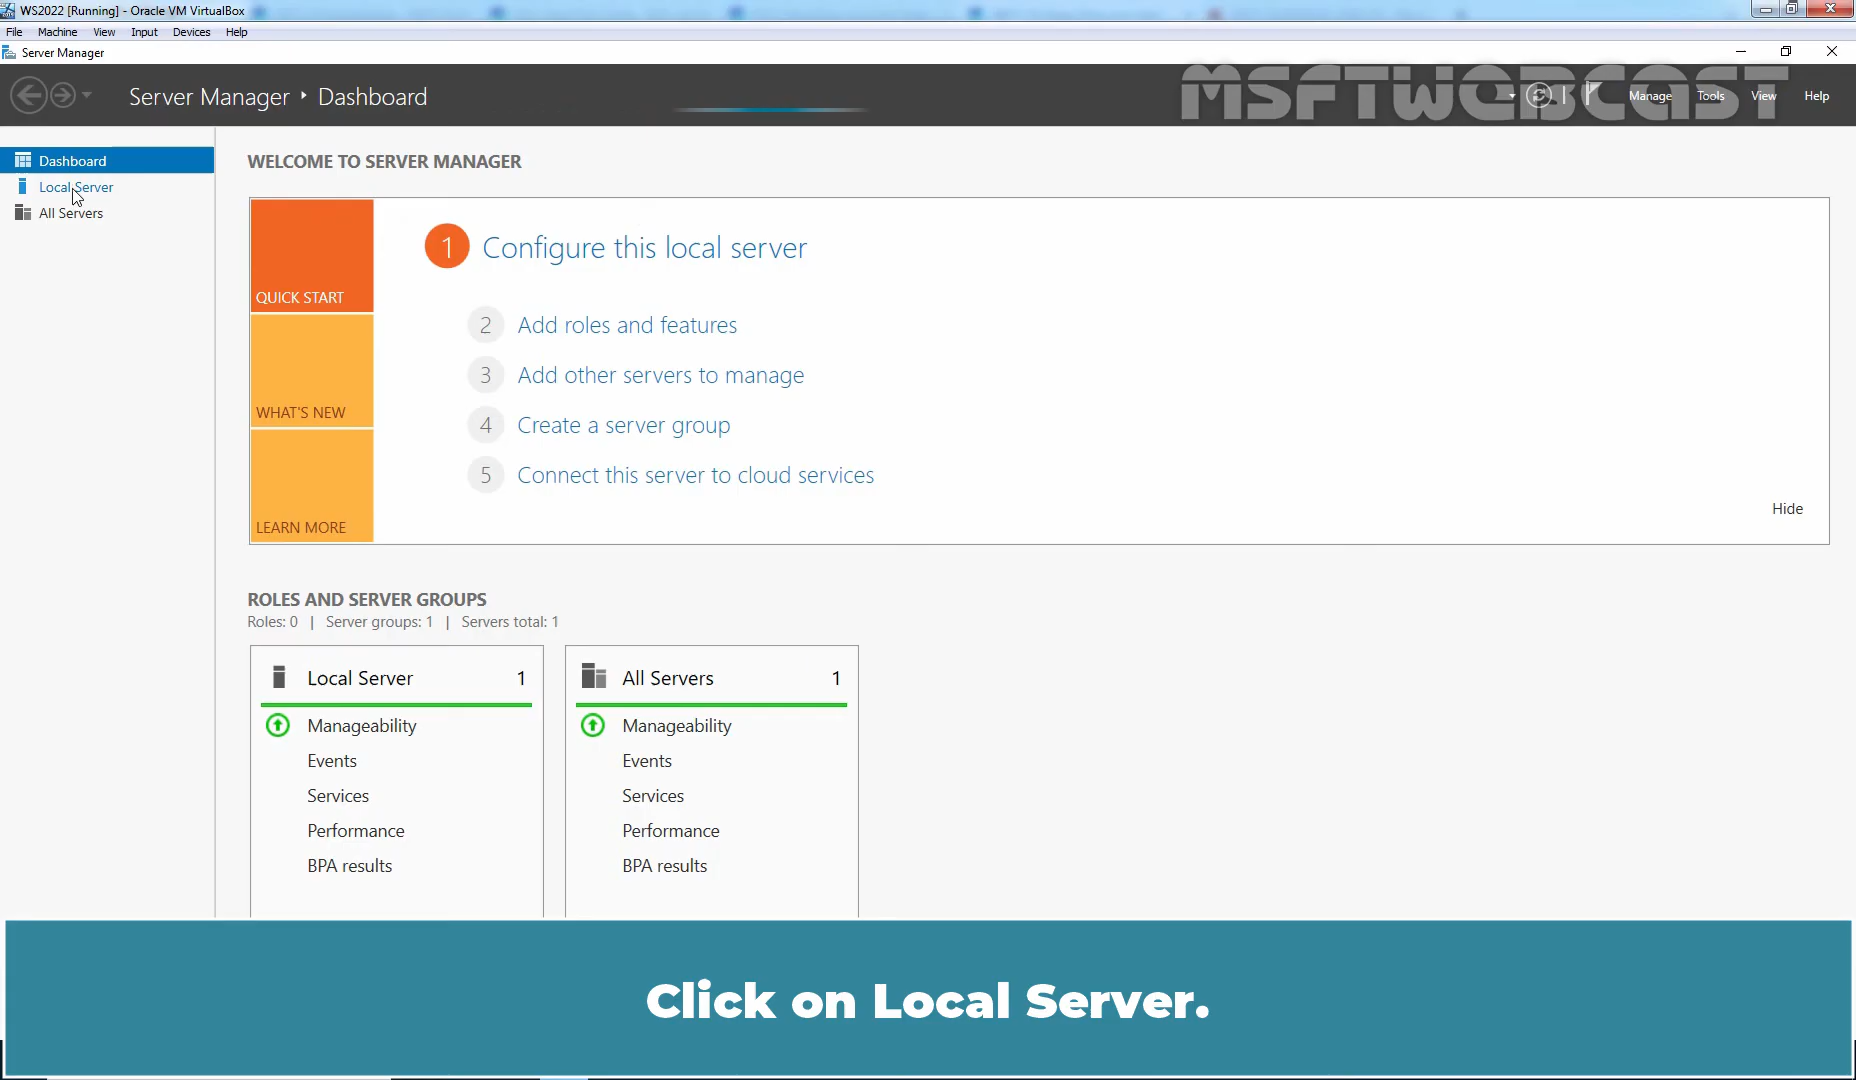 WS2022 [Running] - Oracle VM VirtualBox
File Machine View Input Devices Help
Server Manager
Server Manager ‣ Dashboard
MSFTWEBCAST
Manage Tools View Help
Dashboard
Local Server
All Servers
WELCOME TO SERVER MANAGER
QUICK START
WHAT'S NEW
LEARN MORE
1 Configure this local server
2 Add roles and features
3 Add other servers to manage
4 Create a server group
5 Connect this server to cloud services
Hide
ROLES AND SERVER GROUPS
Roles: 0 | Server groups: 1 | Servers total: 1
Local Server 1
Manageability
Events
Services
Performance
BPA results
All Servers 1
Manageability
Events
Services
Performance
BPA results
Click on Local Server.